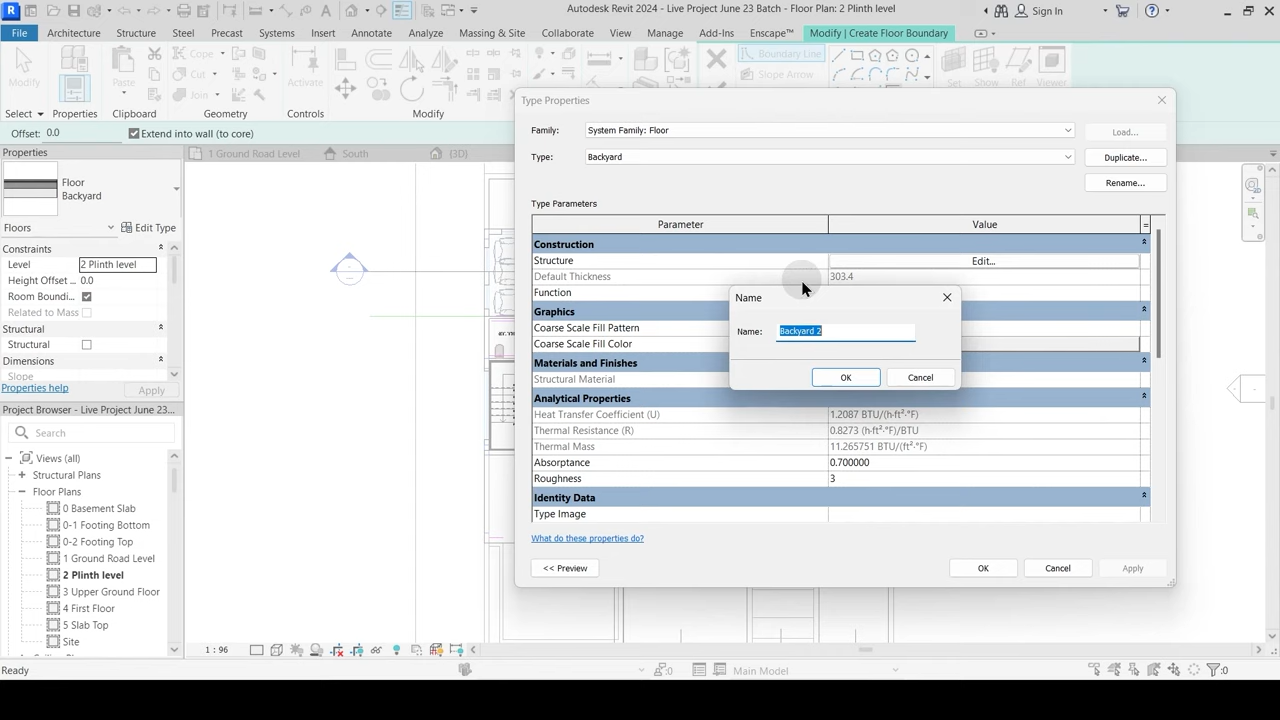 Autodesk Revit 2024 - Live Project June 23 Batch - Floor Plan: 2 Plinth level
Sign In
File Architecture Structure Steel Precast Systems Insert Annotate Analyze Massing & Site Collaborate View Manage Add-Ins Enscape™ Modify | Create Floor Boundary
Modify Paste Cope Cut Join Activate Boundary Line Slope Arrow Set Show Ref Viewer
Select Properties Clipboard Geometry Controls Modify
Offset: 0.0 Extend into wall (to core)
Properties
1 Ground Road Level South {3D}
Floor
Backyard
Floors Edit Type
Constraints
Level 2 Plinth level
Height Offset ... 0.0
Room Boundi...
Related to Mass
Structural
Structural
Dimensions
Slope
Properties help Apply
Project Browser - Live Project June...
Search
Views (all)
Structural Plans
Floor Plans
0 Basement Slab
0-1 Footing Bottom
0-2 Footing Top
1 Ground Road Level
2 Plinth level
3 Upper Ground Floor
4 First Floor
5 Slab Top
Site
Type Properties
Family: System Family: Floor Load...
Type: Backyard Duplicate...
Rename...
Type Parameters
Parameter Value =
Construction
Structure Edit...
Default Thickness 303.4
Function
Graphics
Coarse Scale Fill Pattern
Coarse Scale Fill Color
Materials and Finishes
Structural Material
Analytical Properties
Heat Transfer Coefficient (U) 1.2087 BTU/(h·ft²·°F)
Thermal Resistance (R) 0.8273 (h·ft²·°F)/BTU
Thermal Mass 11.265751 BTU/(ft²·°F)
Absorptance 0.700000
Roughness 3
Identity Data
Type Image
What do these properties do?
<< Preview OK Cancel Apply
Name
Name: Backyard 2
OK Cancel
1 : 96
Ready :0 Main Model :0